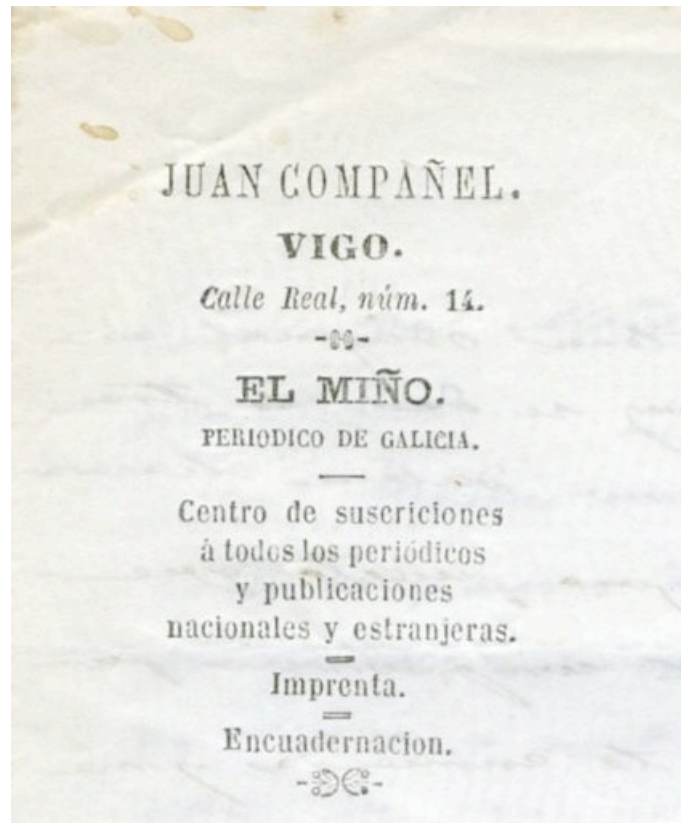 JUAN COMPAÑEL.
VIGO.
Calle Real, núm. 14.
EL MIÑO.
PERIODICO DE GALICIA.
Centro de suscriciones
á todos los periódicos
y publicaciones
nacionales y estranjeras.
Imprenta.
Encuadernacion.